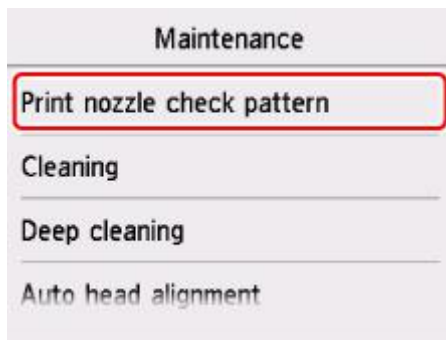 Maintenance
Print nozzle check pattern
Cleaning
Deep cleaning
Auto head alignment